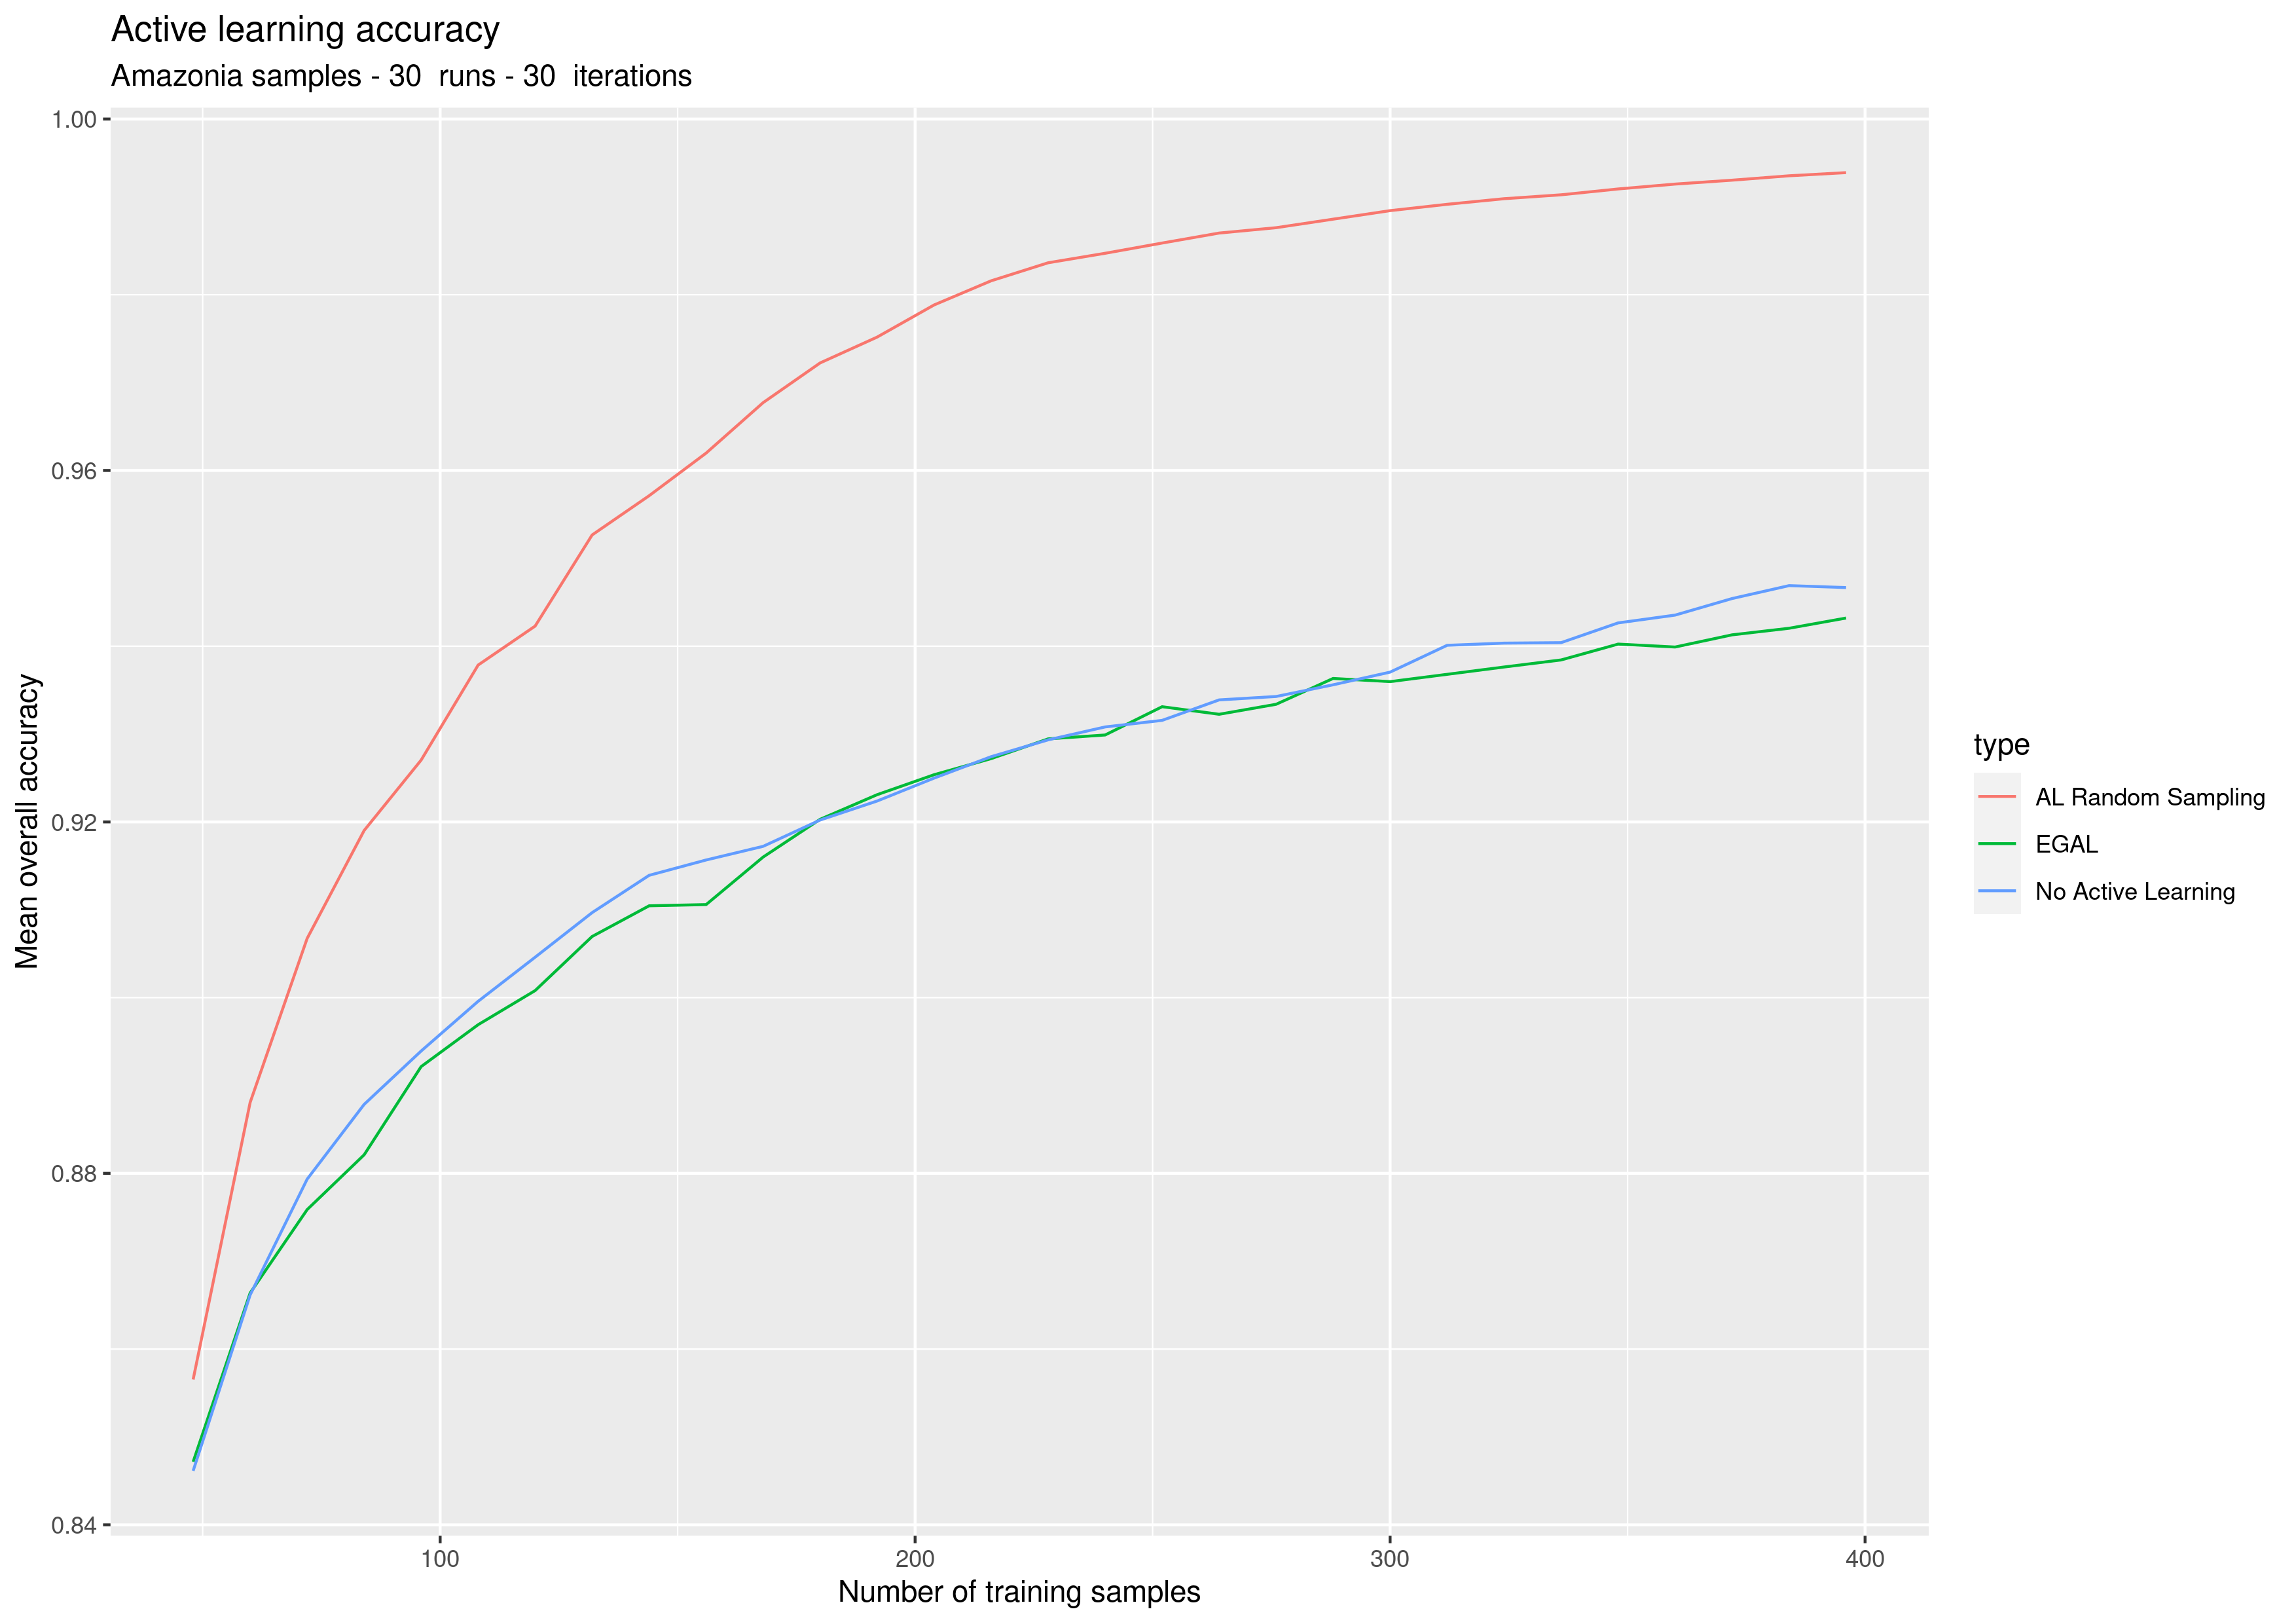 Active learning accuracy
Amazonia samples - 30  runs - 30  iterations
1.00
0.96
0.92
0.88
0.84
Mean overall accuracy
100
200
300
400
Number of training samples
type
AL Random Sampling
EGAL
No Active Learning